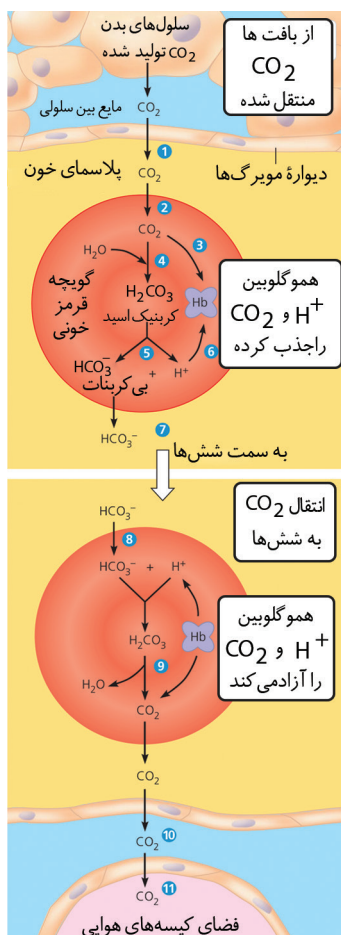 سلول‌های بدن
CO₂ تولید شده
از بافت ها
CO₂
منتقل شده
CO₂
مایع بین سلولی
1
دیوارهٔ مویرگ‌ها
پلاسمای خون
CO₂
2
CO₂
3
H₂O
4
H₂CO₃
کربنیک اسید
Hb
گویچه
قرمز
خونی
هموگلوبین
H⁺ و CO₂
راجذب کرده
5
6
HCO₃⁻ + H⁺
بی‌کربنات
HCO₃⁻
7
به سمت شش‌ها
انتقال CO₂
به شش‌ها
HCO₃⁻
8
HCO₃⁻ + H⁺
Hb
H₂CO₃
هموگلوبین
H⁺ و CO₂
را آزادمی کند
9
H₂O
CO₂
CO₂
CO₂
10
CO₂
11
فضای کیسه‌های هوایی